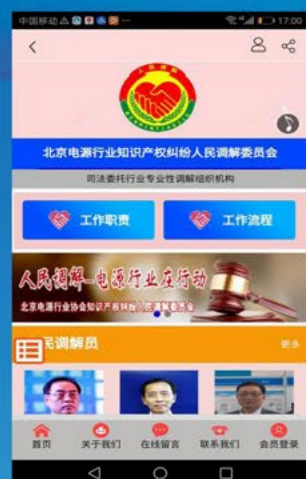 中国移动
17:00
人民调解
北京电源行业知识产权纠纷人民调解委员会
司法委托行业专业性调解组织机构
工作职责
工作流程
人民调解-电源行业在行动
北京电源行业协会知识产权纠纷人民调解委员会
民调解员
更多
首页
关于我们
在线留言
联系我们
会员登录